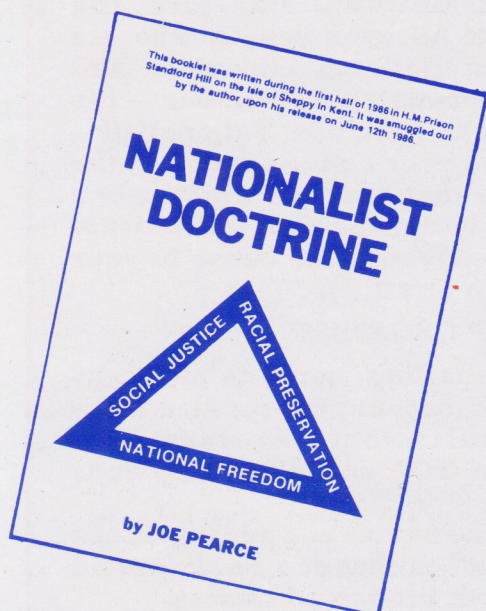 This booklet was written during the first half of 1986 in H.M. Prison
Standford Hill on the Isle of Sheppy in Kent. It was smuggled out
by the author upon his release on June 12th 1986.
NATIONALIST
DOCTRINE
SOCIAL JUSTICE
RACIAL PRESERVATION
NATIONAL FREEDOM
by JOE PEARCE